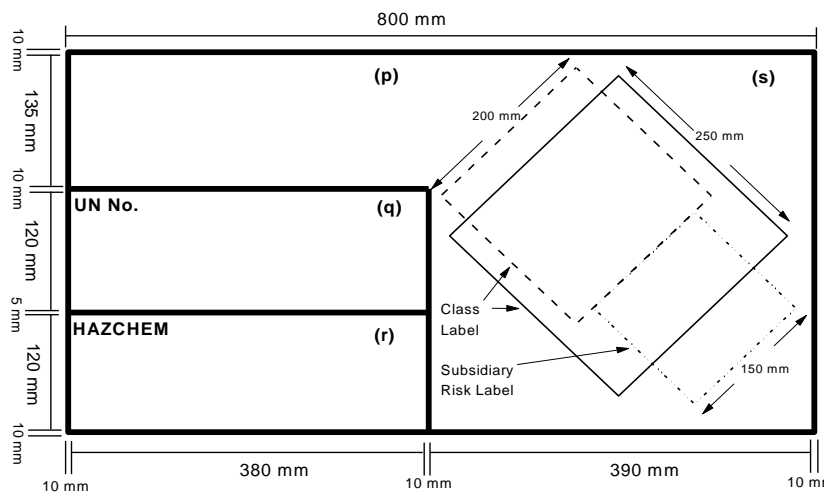 800 mm
10 mm
(p)
(s)
135 mm
200 mm
250 mm
10 mm
UN No.
(q)
120 mm
5 mm
HAZCHEM
(r)
Class
Label
Subsidiary
Risk Label
150 mm
120 mm
10 mm
380 mm
390 mm
10 mm
10 mm
10 mm